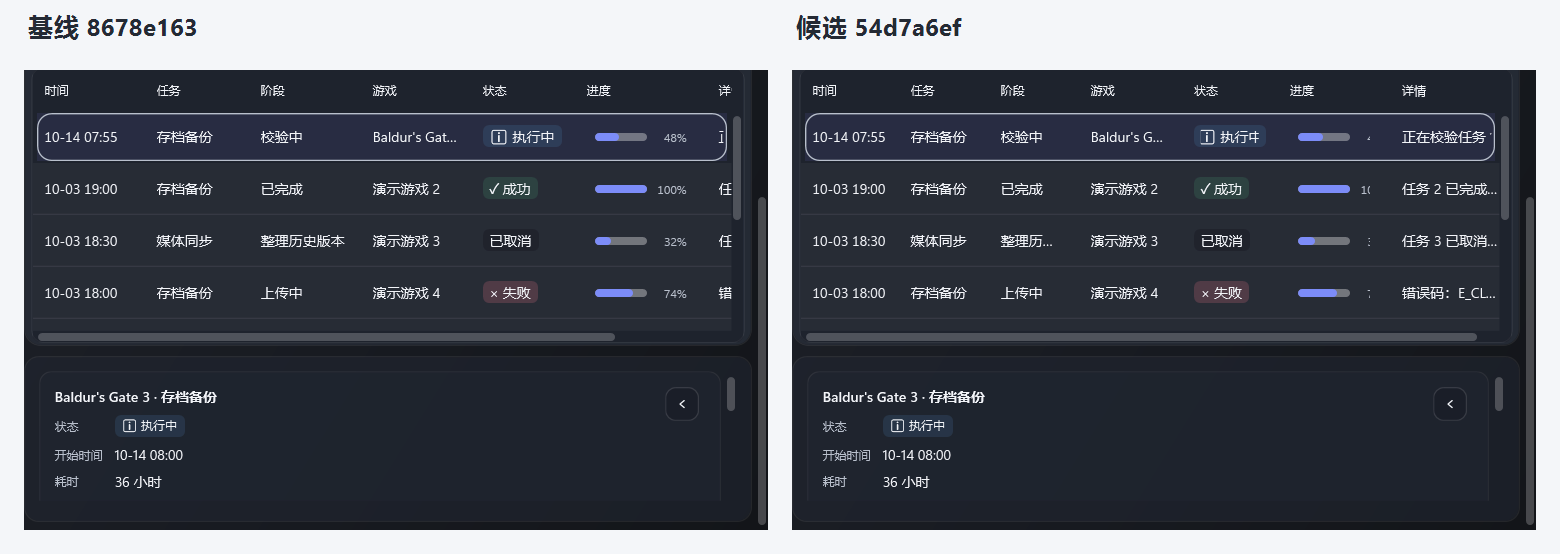 基线 8678e163
候选 54d7a6ef
时间 任务 阶段 游戏 状态 进度
10-14 07:55 存档备份 校验中 Baldur's Gat... 执行中 48%
10-03 19:00 存档备份 已完成 演示游戏 2 ✓ 成功 100% 任
10-03 18:30 媒体同步 整理历史版本 演示游戏 3 已取消 32% 任
10-03 18:00 存档备份 上传中 演示游戏 4 × 失败 74% 错
Baldur's Gate 3 · 存档备份
状态 执行中
开始时间 10-14 08:00
耗时 36 小时
时间 任务 阶段 游戏 状态 进度 详情
10-14 07:55 存档备份 校验中 Baldur's G... 执行中 正在校验任务
10-03 19:00 存档备份 已完成 演示游戏 2 ✓ 成功 任务 2 已完成...
10-03 18:30 媒体同步 整理历... 演示游戏 3 已取消 任务 3 已取消...
10-03 18:00 存档备份 上传中 演示游戏 4 × 失败 错误码：E_CL...
Baldur's Gate 3 · 存档备份
状态 执行中
开始时间 10-14 08:00
耗时 36 小时